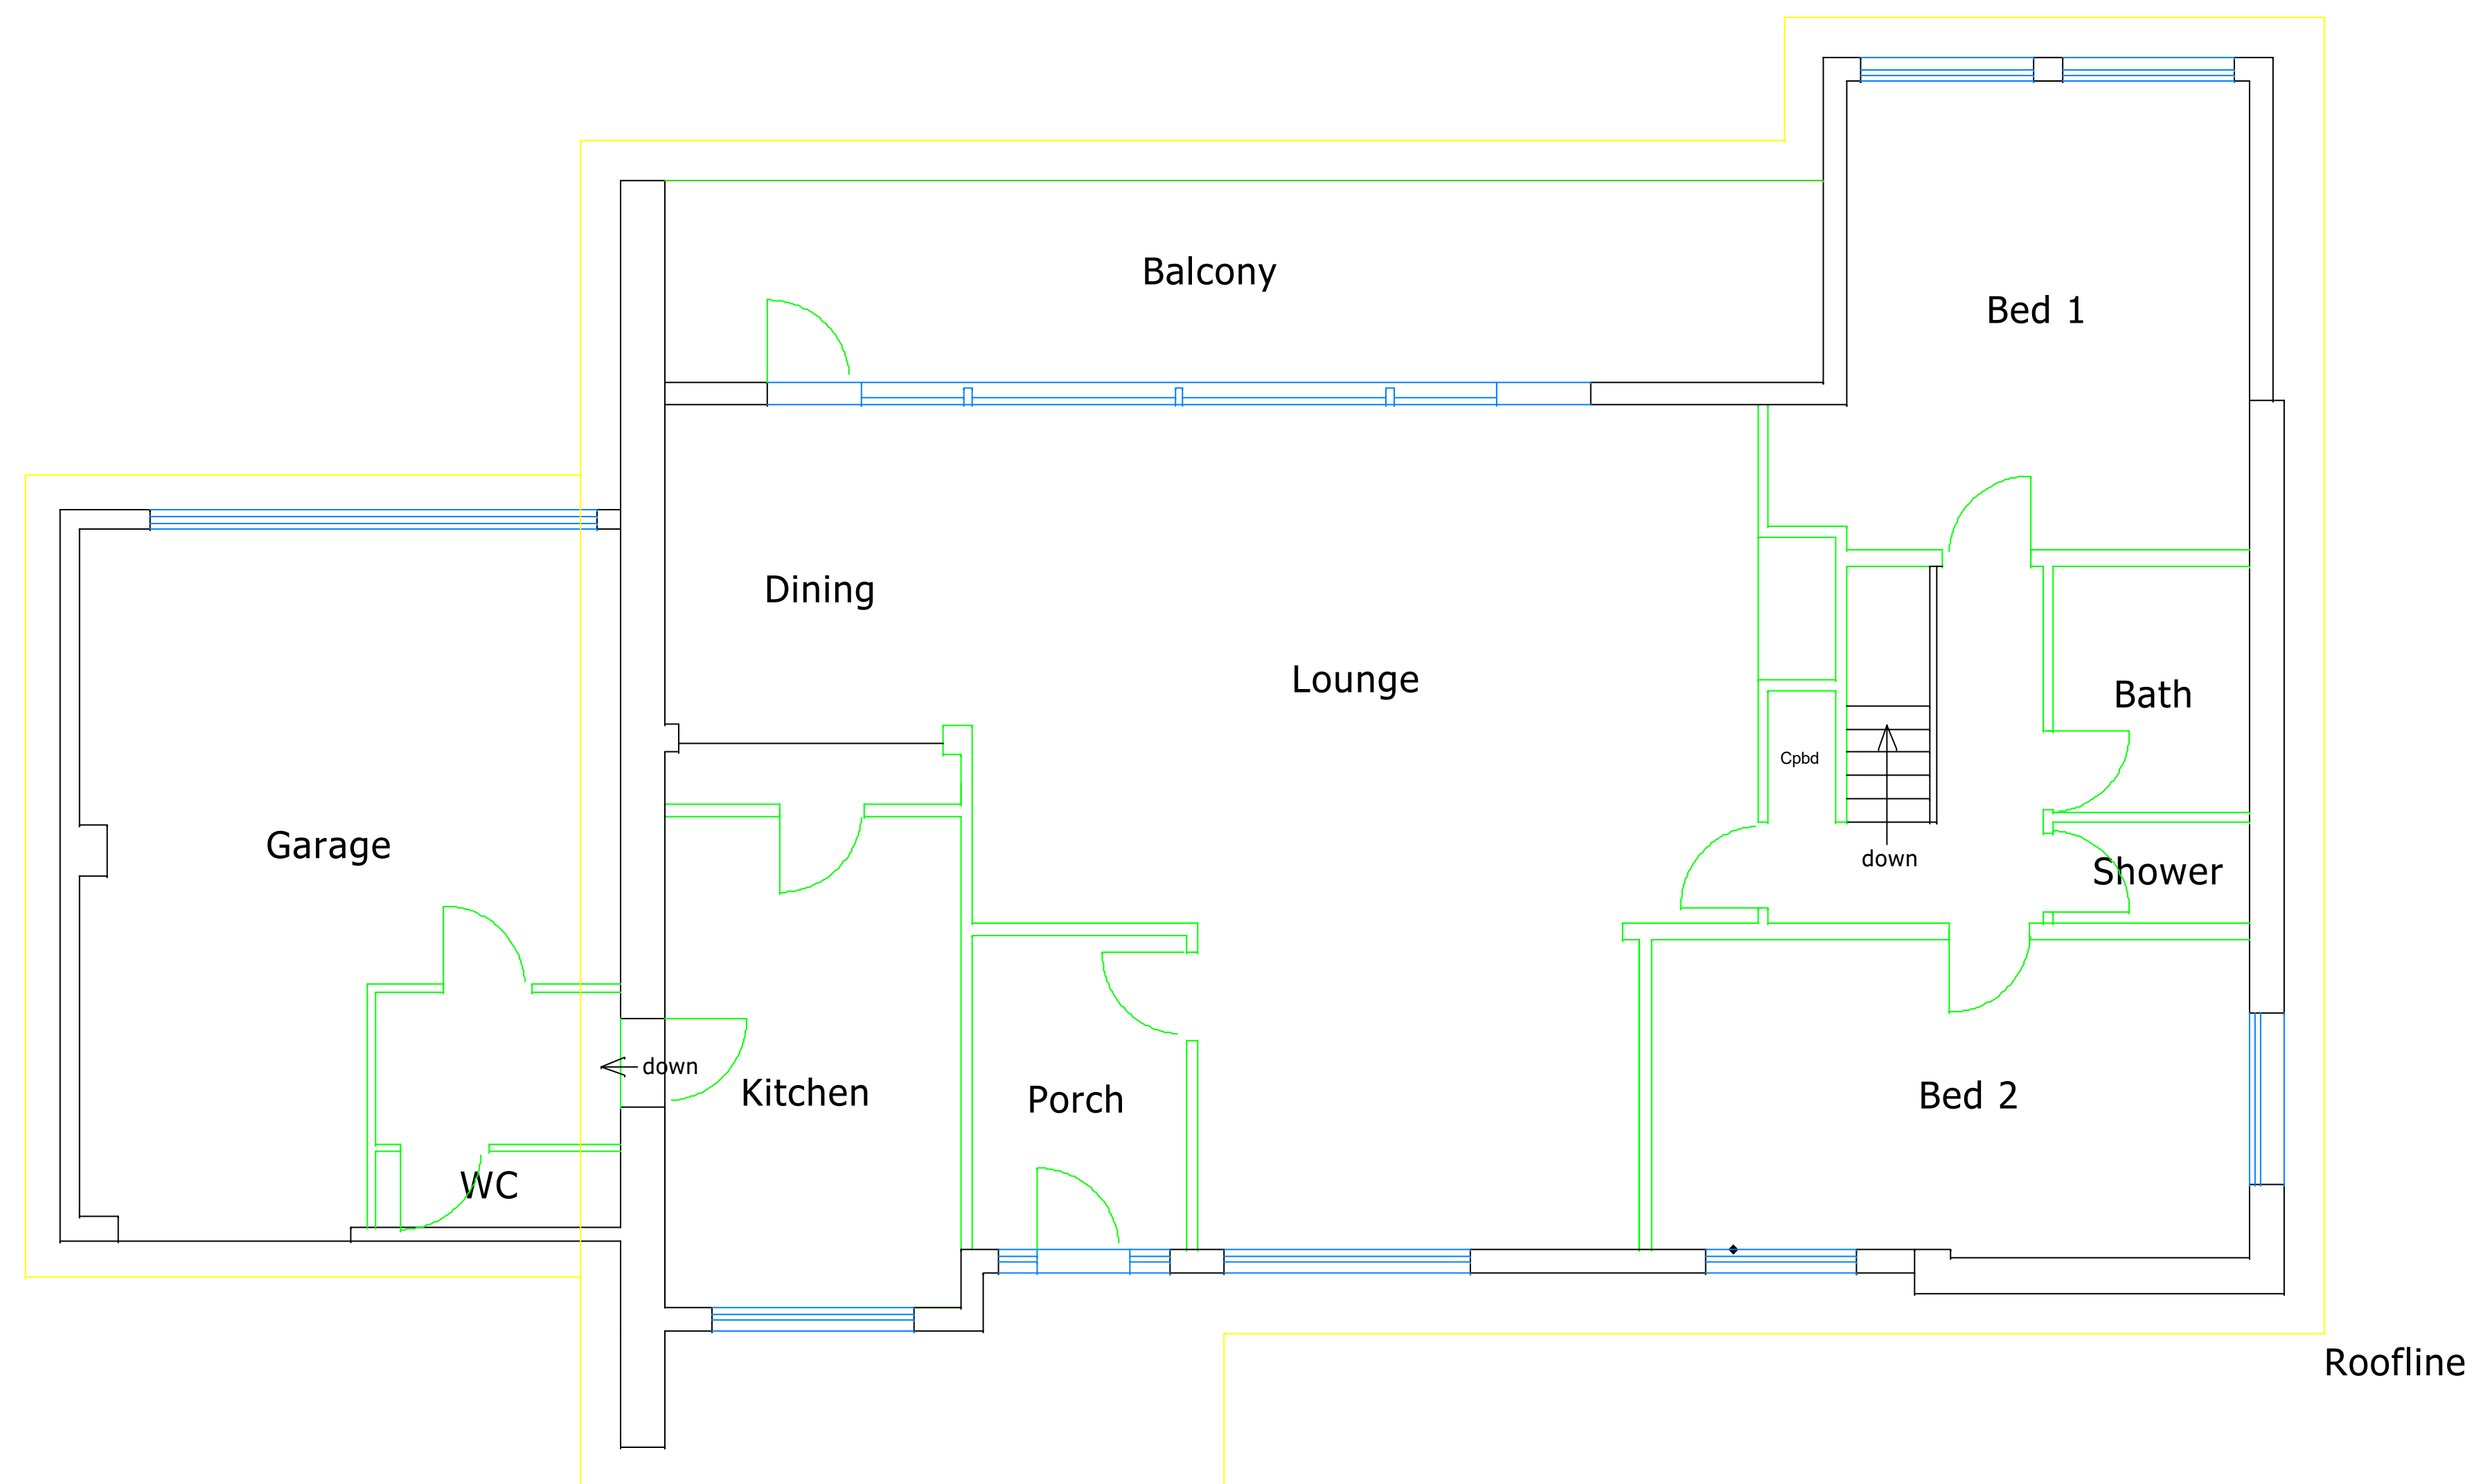 Balcony
Bed 1
Dining
Lounge
Bath
Cpbd
Garage
down
Shower
down
Kitchen
Porch
Bed 2
WC
Roofline